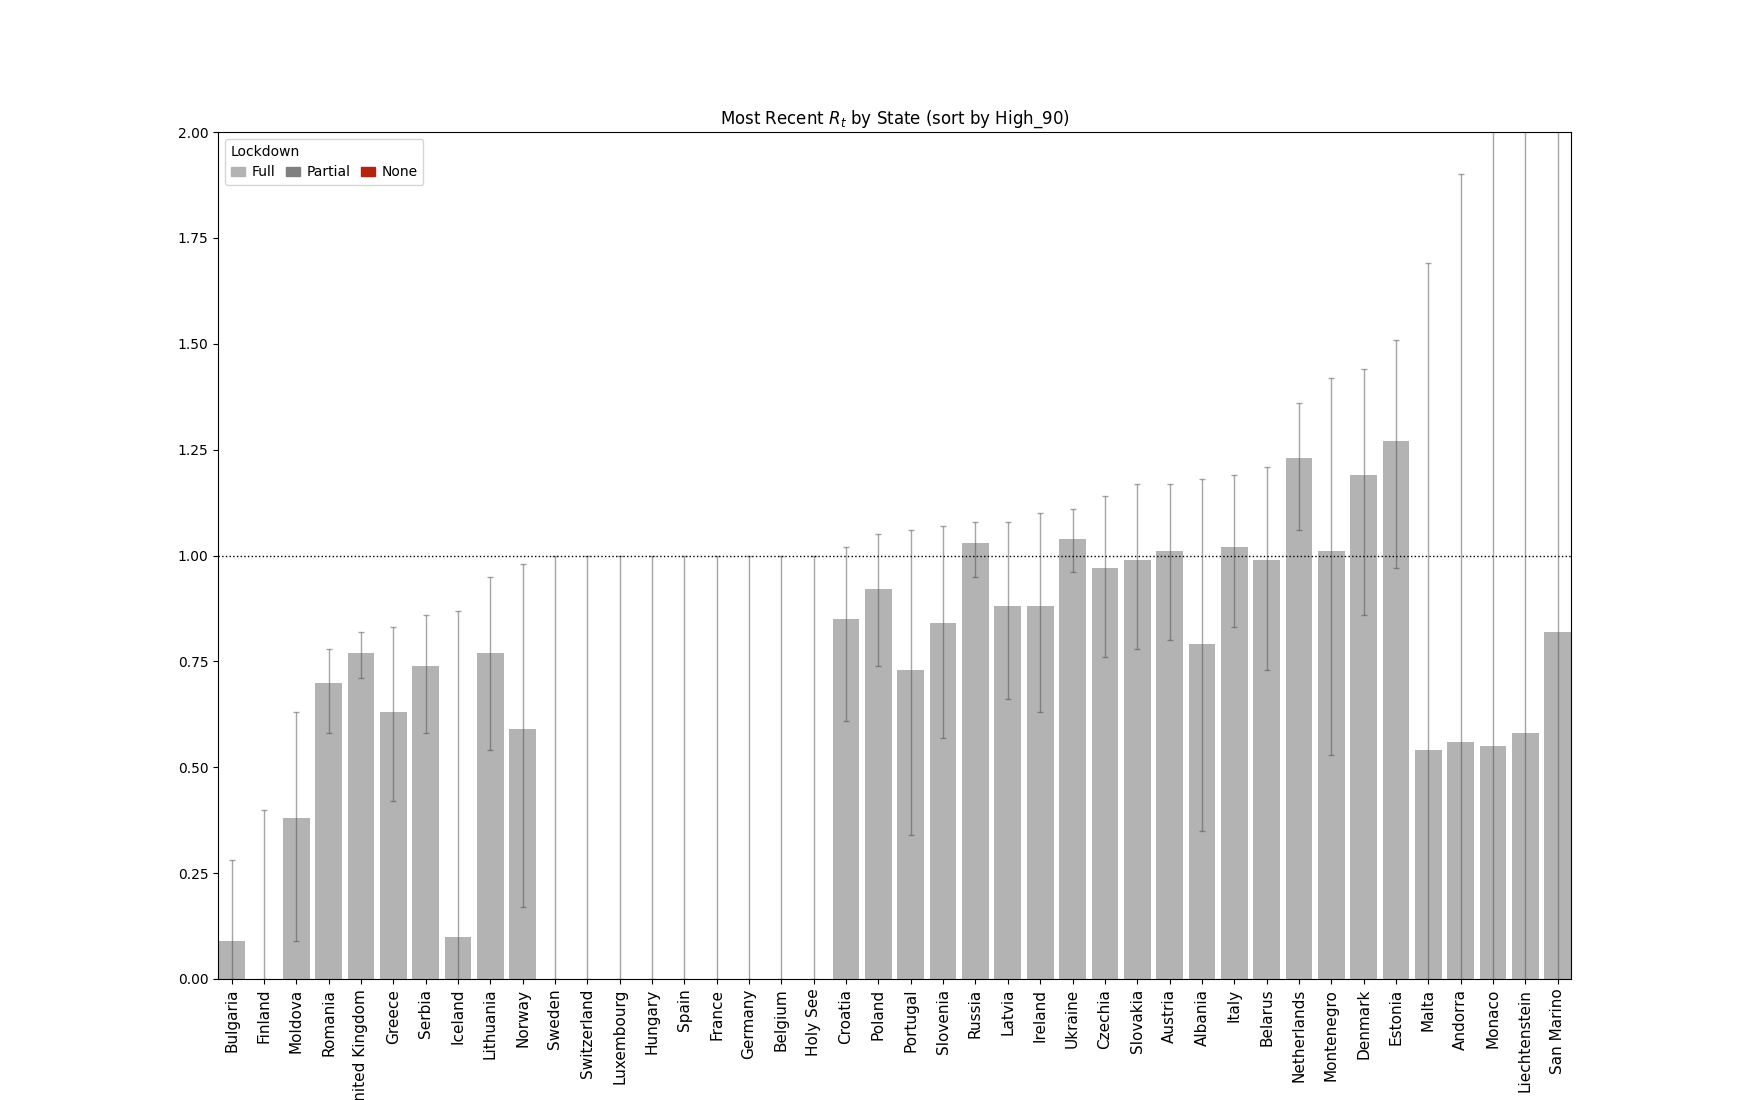 Most Recent R_t by State (sort by High_90)
Lockdown
Full Partial None
2.00
1.75
1.50
1.25
1.00
0.75
0.50
0.25
0.00
Bulgaria
Finland
Moldova
Romania
nited Kingdom
Greece
Serbia
Iceland
Lithuania
Norway
Sweden
Switzerland
Luxembourg
Hungary
Spain
France
Germany
Belgium
Holy See
Croatia
Poland
Portugal
Slovenia
Russia
Latvia
Ireland
Ukraine
Czechia
Slovakia
Austria
Albania
Italy
Belarus
Netherlands
Montenegro
Denmark
Estonia
Malta
Andorra
Monaco
Liechtenstein
San Marino